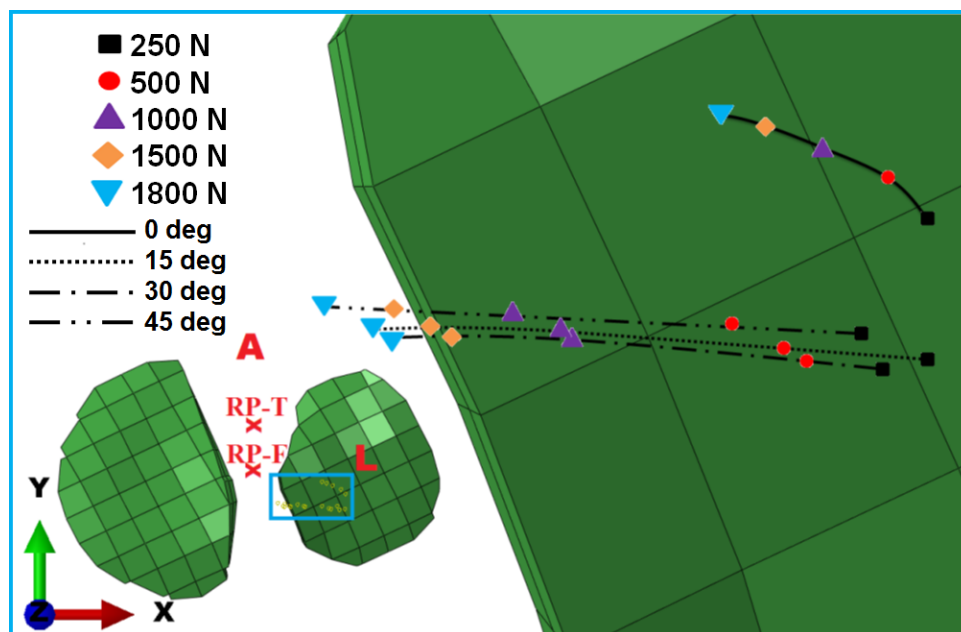 250 N
500 N
1000 N
1500 N
1800 N
0 deg
15 deg
30 deg
45 deg
A
RP-T
RP-F
L
Y
Z
X